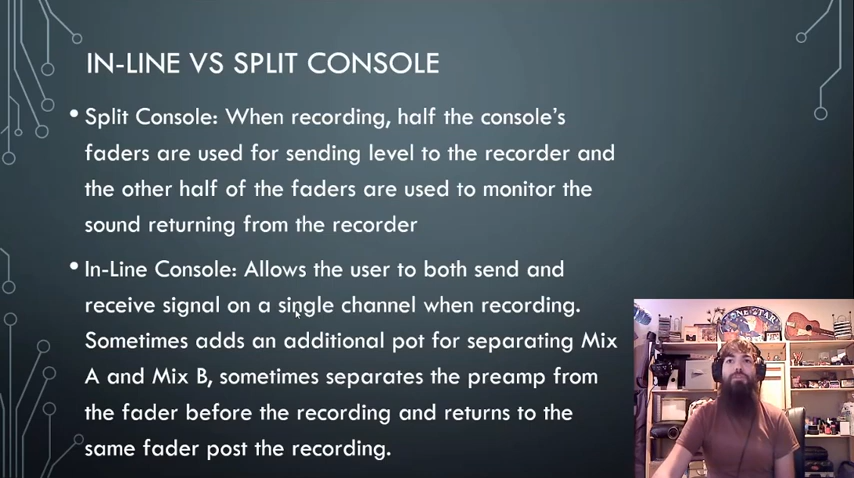 IN-LINE VS SPLIT CONSOLE
• Split Console: When recording, half the console's
faders are used for sending level to the recorder and
the other half of the faders are used to monitor the
sound returning from the recorder
• In-Line Console: Allows the user to both send and
receive signal on a single channel when recording.
Sometimes adds an additional pot for separating Mix
A and Mix B, sometimes separates the preamp from
the fader before the recording and returns to the
same fader post the recording.
LONE STAR